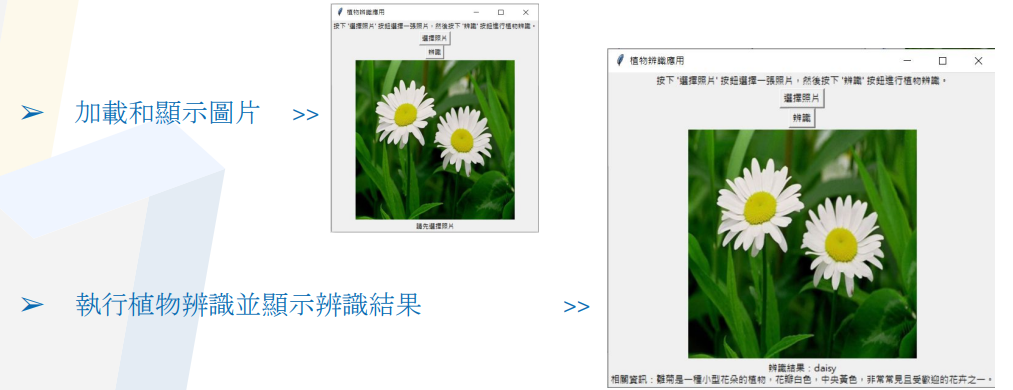 植物辨識應用
按下 '選擇照片' 按鈕選擇一張照片，然後按下 '辨識' 按鈕進行植物辨識。
選擇照片
辨識
請先選擇照片
➢ 加載和顯示圖片 >>
植物辨識應用
按下 '選擇照片' 按鈕選擇一張照片，然後按下 '辨識' 按鈕進行植物辨識。
選擇照片
辨識
辨識結果：daisy
相關資訊：雛菊是一種小型花朵的植物，花瓣白色，中央黃色，非常常見且受歡迎的花卉之一。
➢ 執行植物辨識並顯示辨識結果 >>